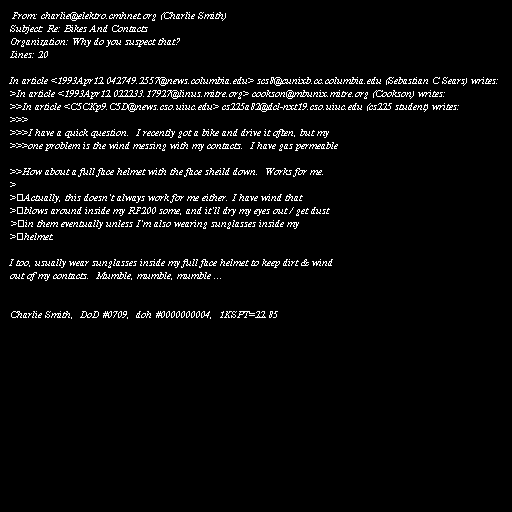 From: charlie@elektro.cmhnet.org (Charlie Smith)
Subject: Re: Bikes And Contacts
Organization: Why do you suspect that?
Lines: 20

In article <1993Apr12.042749.2557@news.columbia.edu> scs8@cunixb.cc.columbia.edu (Sebastian C Sears) writes:
>In article <1993Apr12.022233.17927@linus.mitre.org> cookson@mbunix.mitre.org (Cookson) writes:
>>In article <C5CKp9.C5D@news.cso.uiuc.edu> cs225a82@dcl-nxt19.cso.uiuc.edu (cs225 student) writes:
>>>
>>>I have a quick question.  I recently got a bike and drive it often, but my
>>>one problem is the wind messing with my contacts.  I have gas permeable

>>How about a full face helmet with the face sheild down.  Works for me.
>
>Actually, this doesn't always work for me either. I have wind that
>blows around inside my RF200 some, and it'll dry my eyes out / get dust
>in them eventually unless I'm also wearing sunglasses inside my
>helmet.

I too, usually wear sunglasses inside my full face helmet to keep dirt & wind
out of my contacts.  Mumble, mumble, mumble ...

Charlie Smith,  DoD #0709,  doh #0000000004,  1KSPT=22.85